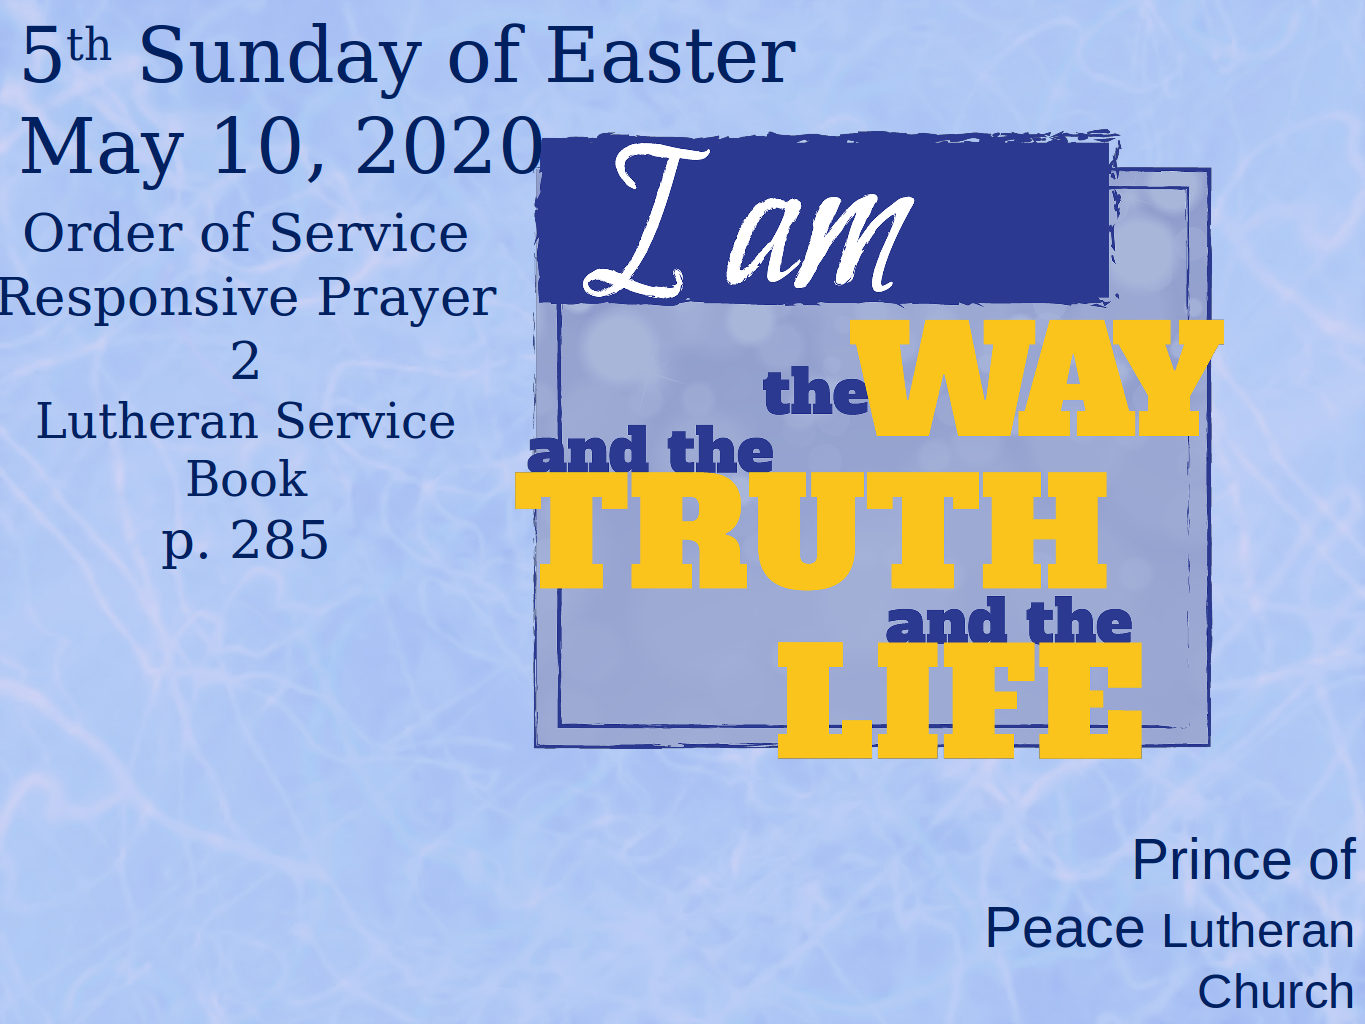 5th Sunday of Easter
May 10, 2020
Order of Service
Responsive Prayer
2
Lutheran Service
Book
p. 285
I am
the WAY
and the
TRUTH
and the
LIFE
Prince of
Peace Lutheran
Church